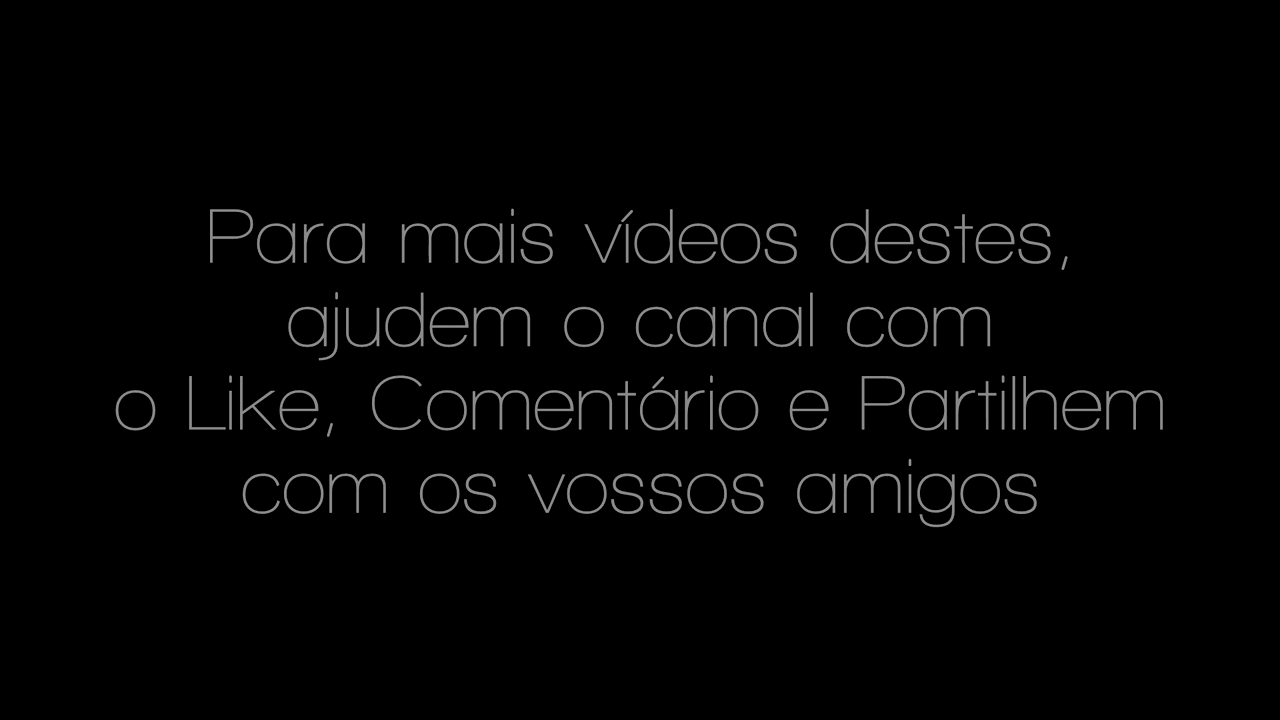 Para mais vídeos destes,
ajudem o canal com
o Like, Comentário e Partilhem
com os vossos amigos